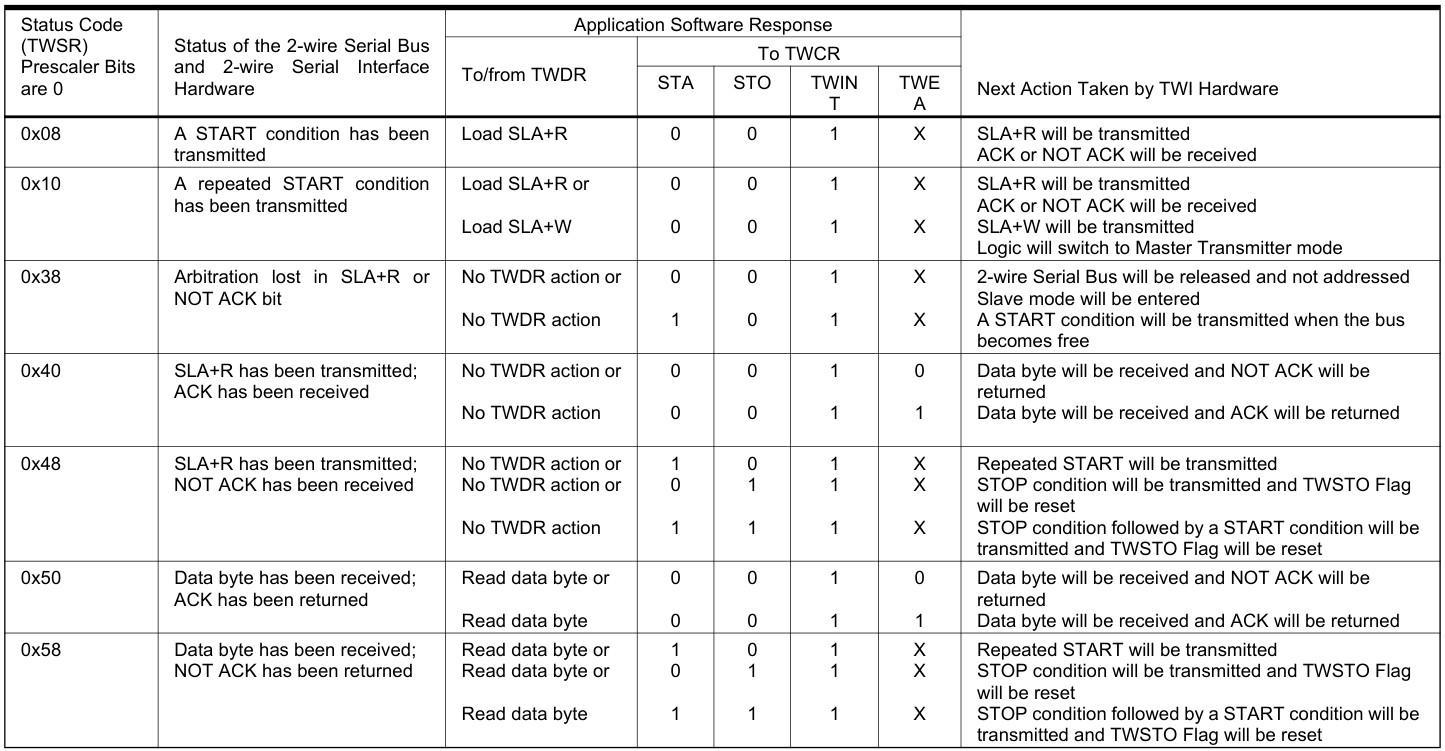 Status Code
(TWSR)
Prescaler Bits
are 0
Status of the 2-wire Serial Bus
and 2-wire Serial Interface
Hardware
Application Software Response
To/from TWDR
To TWCR
STA
STO
TWIN
T
TWE
A
Next Action Taken by TWI Hardware
0x08
A START condition has been
transmitted
Load SLA+R
0 0 1 X
SLA+R will be transmitted
ACK or NOT ACK will be received
0x10
A repeated START condition
has been transmitted
Load SLA+R or
0 0 1 X
SLA+R will be transmitted
ACK or NOT ACK will be received
Load SLA+W
0 0 1 X
SLA+W will be transmitted
Logic will switch to Master Transmitter mode
0x38
Arbitration lost in SLA+R or
NOT ACK bit
No TWDR action or
0 0 1 X
2-wire Serial Bus will be released and not addressed
Slave mode will be entered
No TWDR action
1 0 1 X
A START condition will be transmitted when the bus
becomes free
0x40
SLA+R has been transmitted;
ACK has been received
No TWDR action or
0 0 1 0
Data byte will be received and NOT ACK will be
returned
No TWDR action
0 0 1 1
Data byte will be received and ACK will be returned
0x48
SLA+R has been transmitted;
NOT ACK has been received
No TWDR action or
1 0 1 X
Repeated START will be transmitted
No TWDR action or
0 1 1 X
STOP condition will be transmitted and TWSTO Flag
will be reset
No TWDR action
1 1 1 X
STOP condition followed by a START condition will be
transmitted and TWSTO Flag will be reset
0x50
Data byte has been received;
ACK has been returned
Read data byte or
0 0 1 0
Data byte will be received and NOT ACK will be
returned
Read data byte
0 0 1 1
Data byte will be received and ACK will be returned
0x58
Data byte has been received;
NOT ACK has been returned
Read data byte or
1 0 1 X
Repeated START will be transmitted
Read data byte or
0 1 1 X
STOP condition will be transmitted and TWSTO Flag
will be reset
Read data byte
1 1 1 X
STOP condition followed by a START condition will be
transmitted and TWSTO Flag will be reset